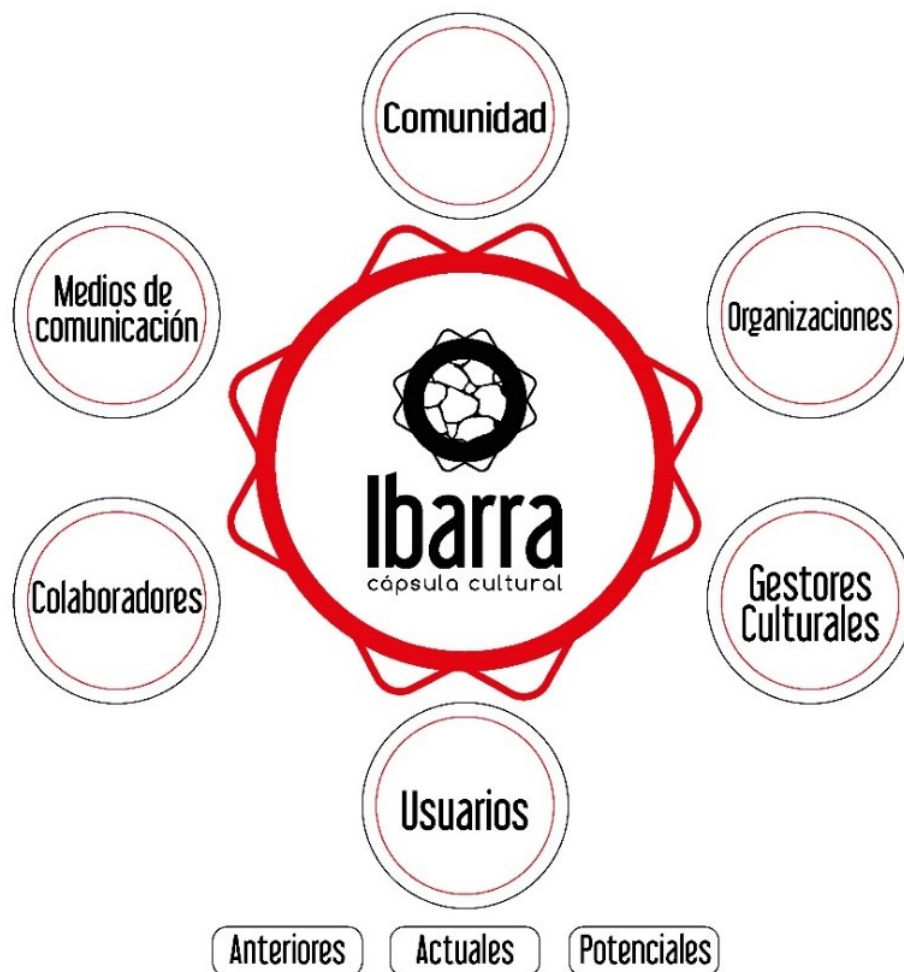 Comunidad
Medios de
comunicación
Organizaciones
Ibarra
cápsula cultural
Colaboradores
Gestores
Culturales
Usuarios
Anteriores
Actuales
Potenciales